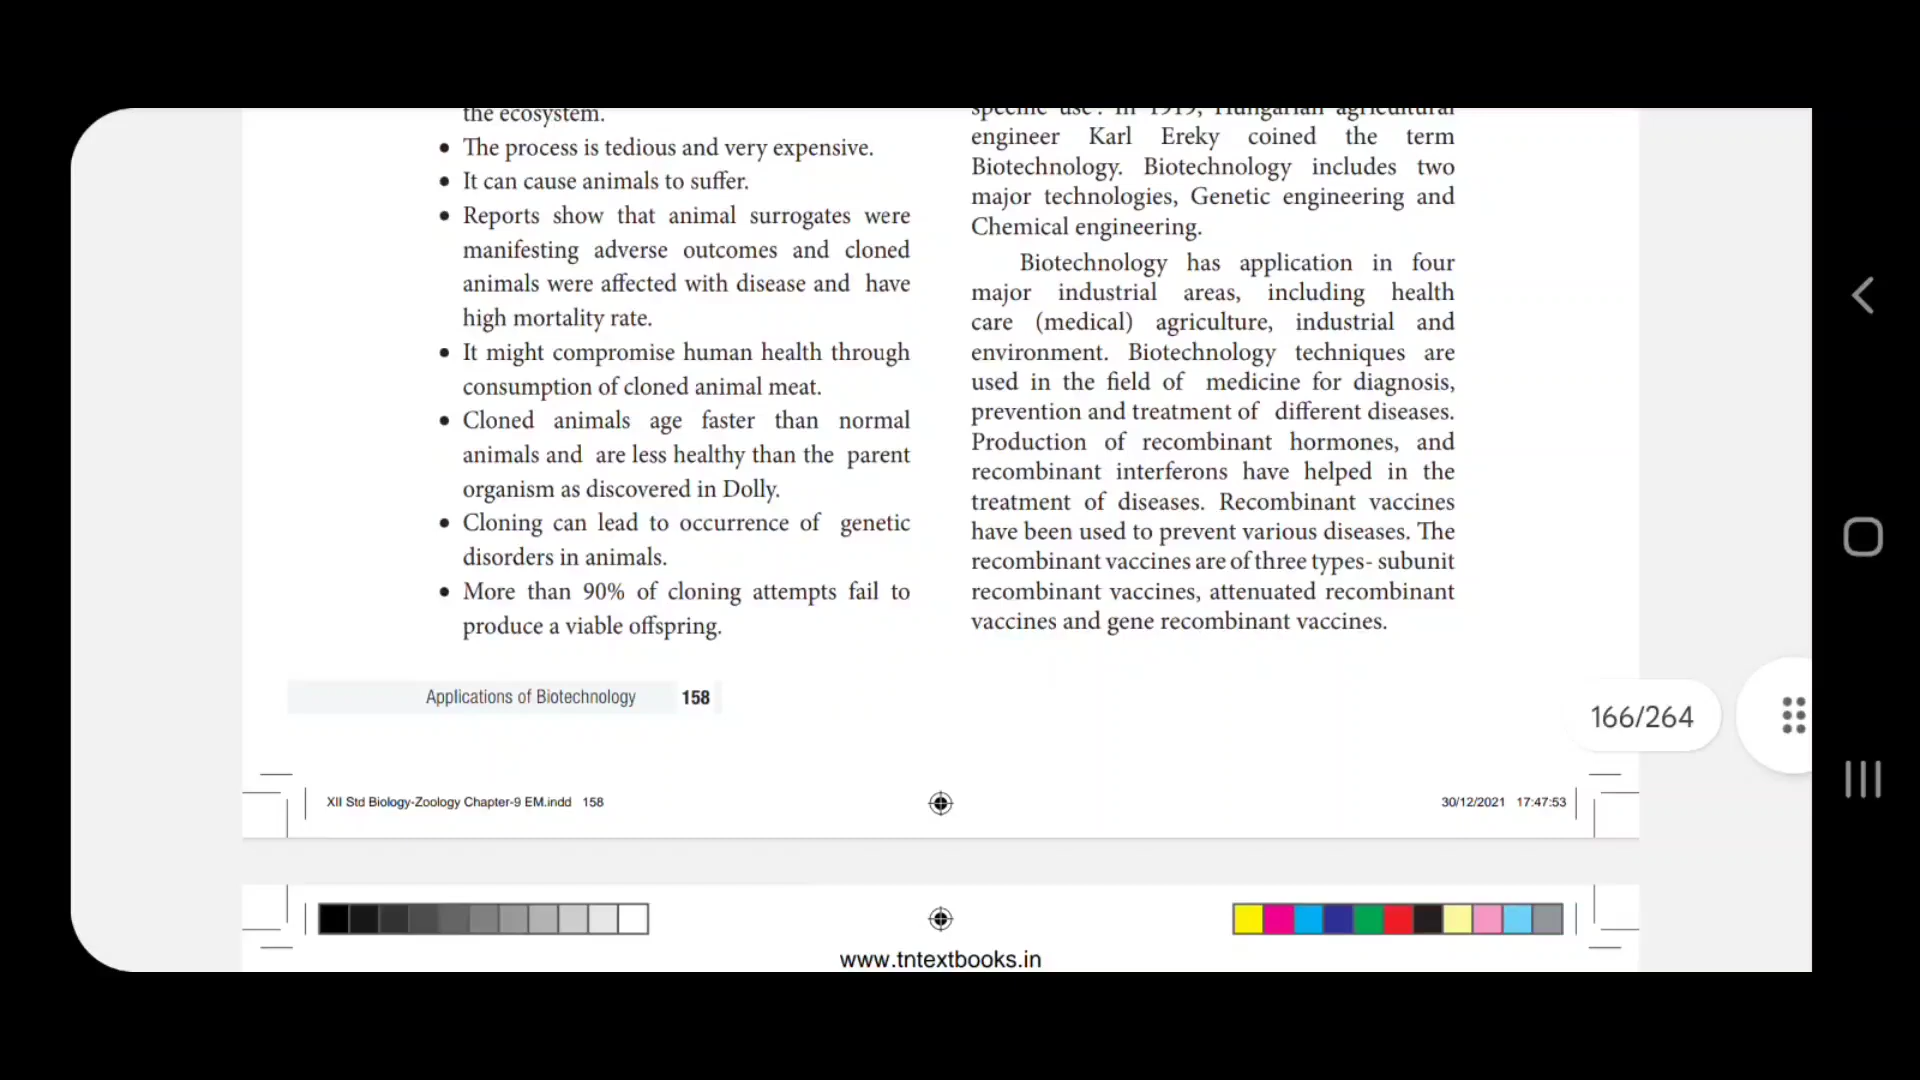 the ecosystem.
• The process is tedious and very expensive.
• It can cause animals to suffer.
• Reports show that animal surrogates were
manifesting adverse outcomes and cloned
animals were affected with disease and have
high mortality rate.
• It might compromise human health through
consumption of cloned animal meat.
• Cloned animals age faster than normal
animals and are less healthy than the parent
organism as discovered in Dolly.
• Cloning can lead to occurrence of genetic
disorders in animals.
• More than 90% of cloning attempts fail to
produce a viable offspring.
specific use". In 1919, Hungarian agricultural
engineer Karl Ereky coined the term
Biotechnology. Biotechnology includes two
major technologies, Genetic engineering and
Chemical engineering.
Biotechnology has application in four
major industrial areas, including health
care (medical) agriculture, industrial and
environment. Biotechnology techniques are
used in the field of medicine for diagnosis,
prevention and treatment of different diseases.
Production of recombinant hormones, and
recombinant interferons have helped in the
treatment of diseases. Recombinant vaccines
have been used to prevent various diseases. The
recombinant vaccines are of three types- subunit
recombinant vaccines, attenuated recombinant
vaccines and gene recombinant vaccines.
Applications of Biotechnology 158
166/264
XII Std Biology-Zoology Chapter-9 EM.indd 158
30/12/2021 17:47:53
www.tntextbooks.in